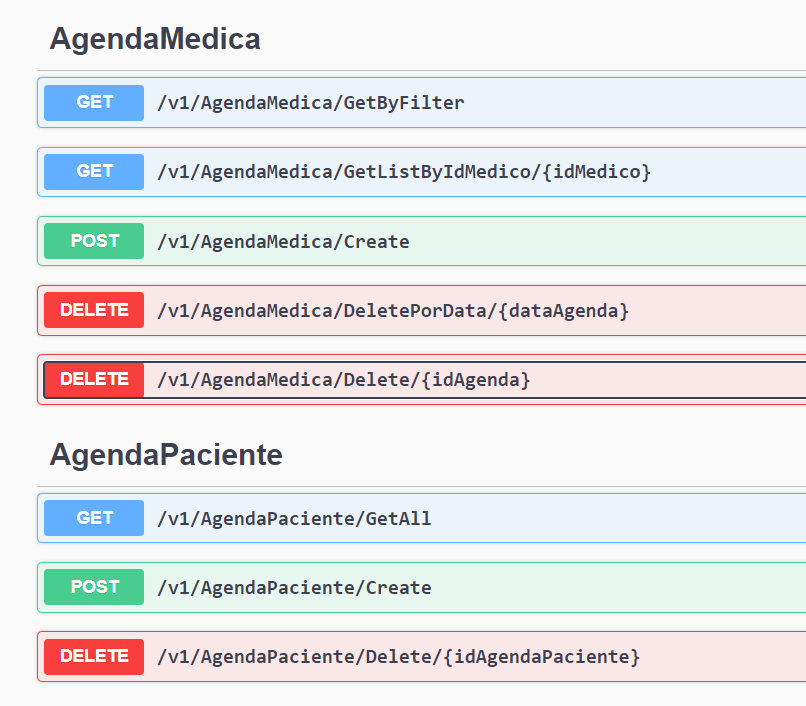 AgendaMedica
GET /v1/AgendaMedica/GetByFilter
GET /v1/AgendaMedica/GetListByIdMedico/{idMedico}
POST /v1/AgendaMedica/Create
DELETE /v1/AgendaMedica/DeletePorData/{dataAgenda}
DELETE /v1/AgendaMedica/Delete/{idAgenda}
AgendaPaciente
GET /v1/AgendaPaciente/GetAll
POST /v1/AgendaPaciente/Create
DELETE /v1/AgendaPaciente/Delete/{idAgendaPaciente}